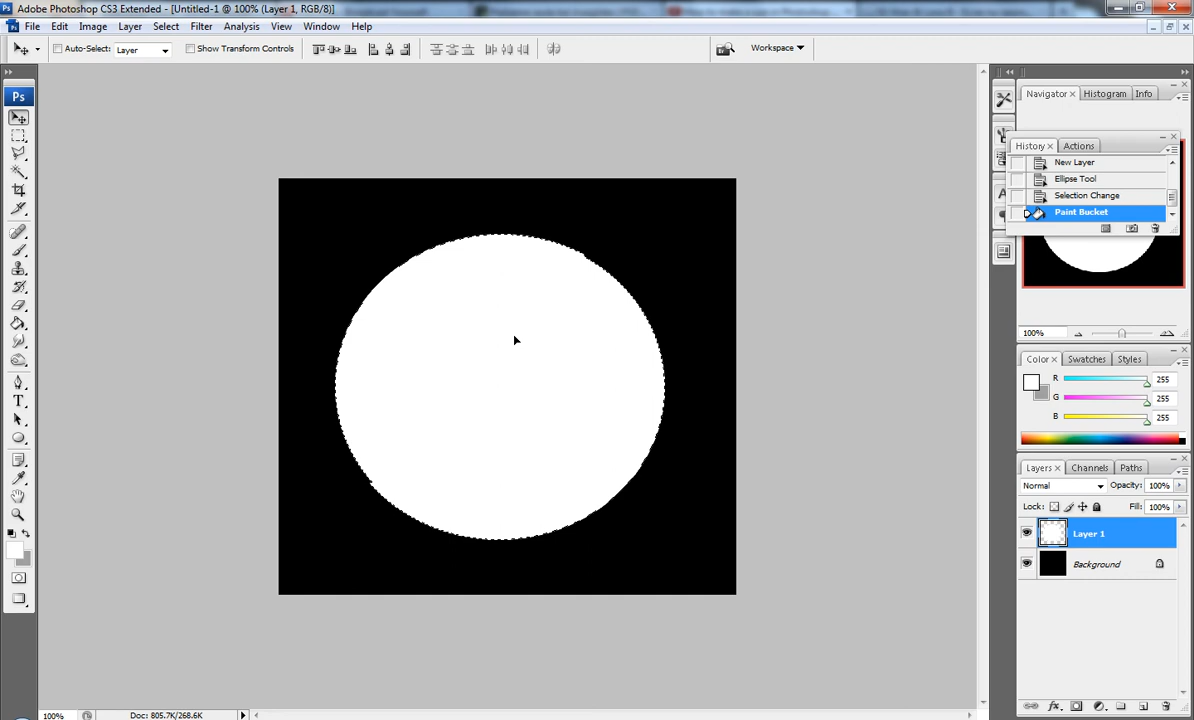 Adobe Photoshop CS3 Extended - [Untitled-1 @ 100% (Layer 1, RGB/8)]
File Edit Image Layer Select Filter Analysis View Window Help
Auto-Select: Layer Show Transform Controls Workspace
Ps
Navigator Histogram Info
History Actions
New Layer
Ellipse Tool
Selection Change
Paint Bucket
100%
Color Swatches Styles
R 255
G 255
B 255
Layers Channels Paths
Normal Opacity: 100%
Lock: Fill: 100%
Layer 1
Background
T
fx
100% Doc: 805.7K/268.6K